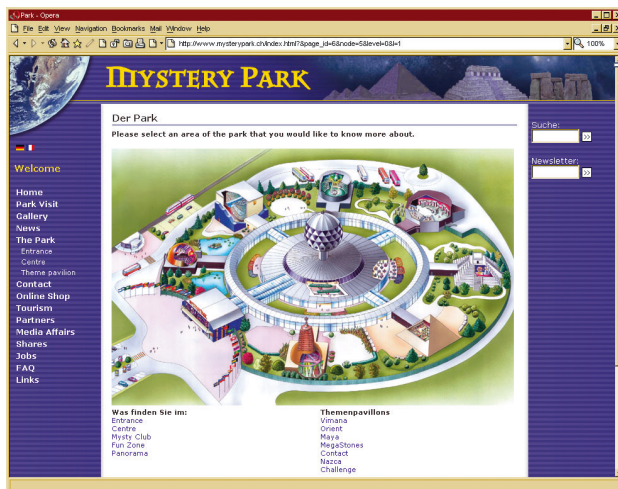 Park - Opera
File Edit View Navigation Bookmarks Mail Window Help
http://www.mysterypark.ch/index.html?&page_id=6&node=5&level=0&l=1
100%
MYSTERY PARK
Der Park
Please select an area of the park that you would like to know more about.
Suche:
Newsletter:
Welcome
Home
Park Visit
Gallery
News
The Park
Entrance
Centre
Theme pavilion
Contact
Online Shop
Tourism
Partners
Media Affairs
Shares
Jobs
FAQ
Links
Was finden Sie im:
Entrance
Centre
Mysty Club
Fun Zone
Panorama
Themenpavillons
Vimana
Orient
Maya
MegaStones
Contact
Nazca
Challenge